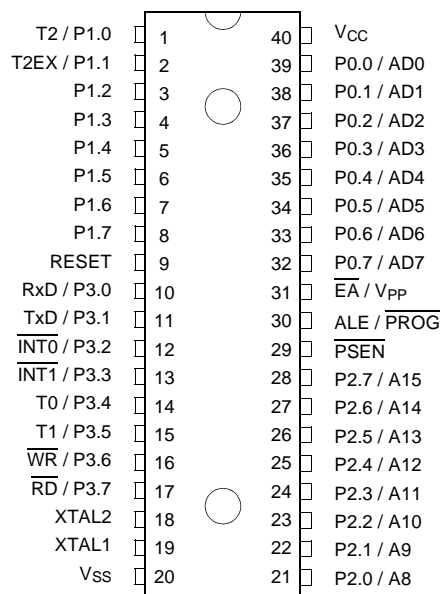 T2 / P1.0 1 40 VCC
T2EX / P1.1 2 39 P0.0 / AD0
P1.2 3 38 P0.1 / AD1
P1.3 4 37 P0.2 / AD2
P1.4 5 36 P0.3 / AD3
P1.5 6 35 P0.4 / AD4
P1.6 7 34 P0.5 / AD5
P1.7 8 33 P0.6 / AD6
RESET 9 32 P0.7 / AD7
RxD / P3.0 10 31 E̅A̅ / VPP
TxD / P3.1 11 30 ALE / P̅R̅O̅G̅
I̅N̅T̅0̅ / P3.2 12 29 P̅S̅E̅N̅
I̅N̅T̅1̅ / P3.3 13 28 P2.7 / A15
T0 / P3.4 14 27 P2.6 / A14
T1 / P3.5 15 26 P2.5 / A13
W̅R̅ / P3.6 16 25 P2.4 / A12
R̅D̅ / P3.7 17 24 P2.3 / A11
XTAL2 18 23 P2.2 / A10
XTAL1 19 22 P2.1 / A9
VSS 20 21 P2.0 / A8